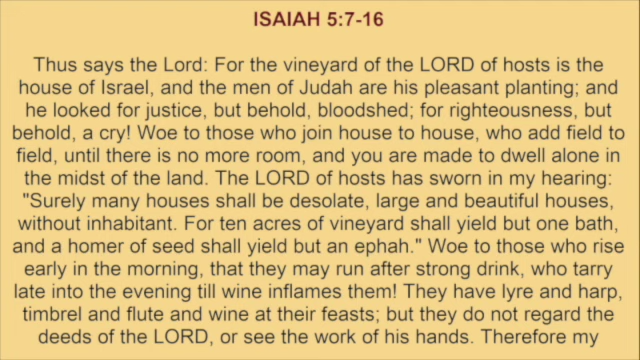 ISAIAH 5:7-16
Thus says the Lord: For the vineyard of the LORD of hosts is the
house of Israel, and the men of Judah are his pleasant planting; and
he looked for justice, but behold, bloodshed; for righteousness, but
behold, a cry! Woe to those who join house to house, who add field to
field, until there is no more room, and you are made to dwell alone in
the midst of the land. The LORD of hosts has sworn in my hearing:
"Surely many houses shall be desolate, large and beautiful houses,
without inhabitant. For ten acres of vineyard shall yield but one bath,
and a homer of seed shall yield but an ephah." Woe to those who rise
early in the morning, that they may run after strong drink, who tarry
late into the evening till wine inflames them! They have lyre and harp,
timbrel and flute and wine at their feasts; but they do not regard the
deeds of the LORD, or see the work of his hands. Therefore my